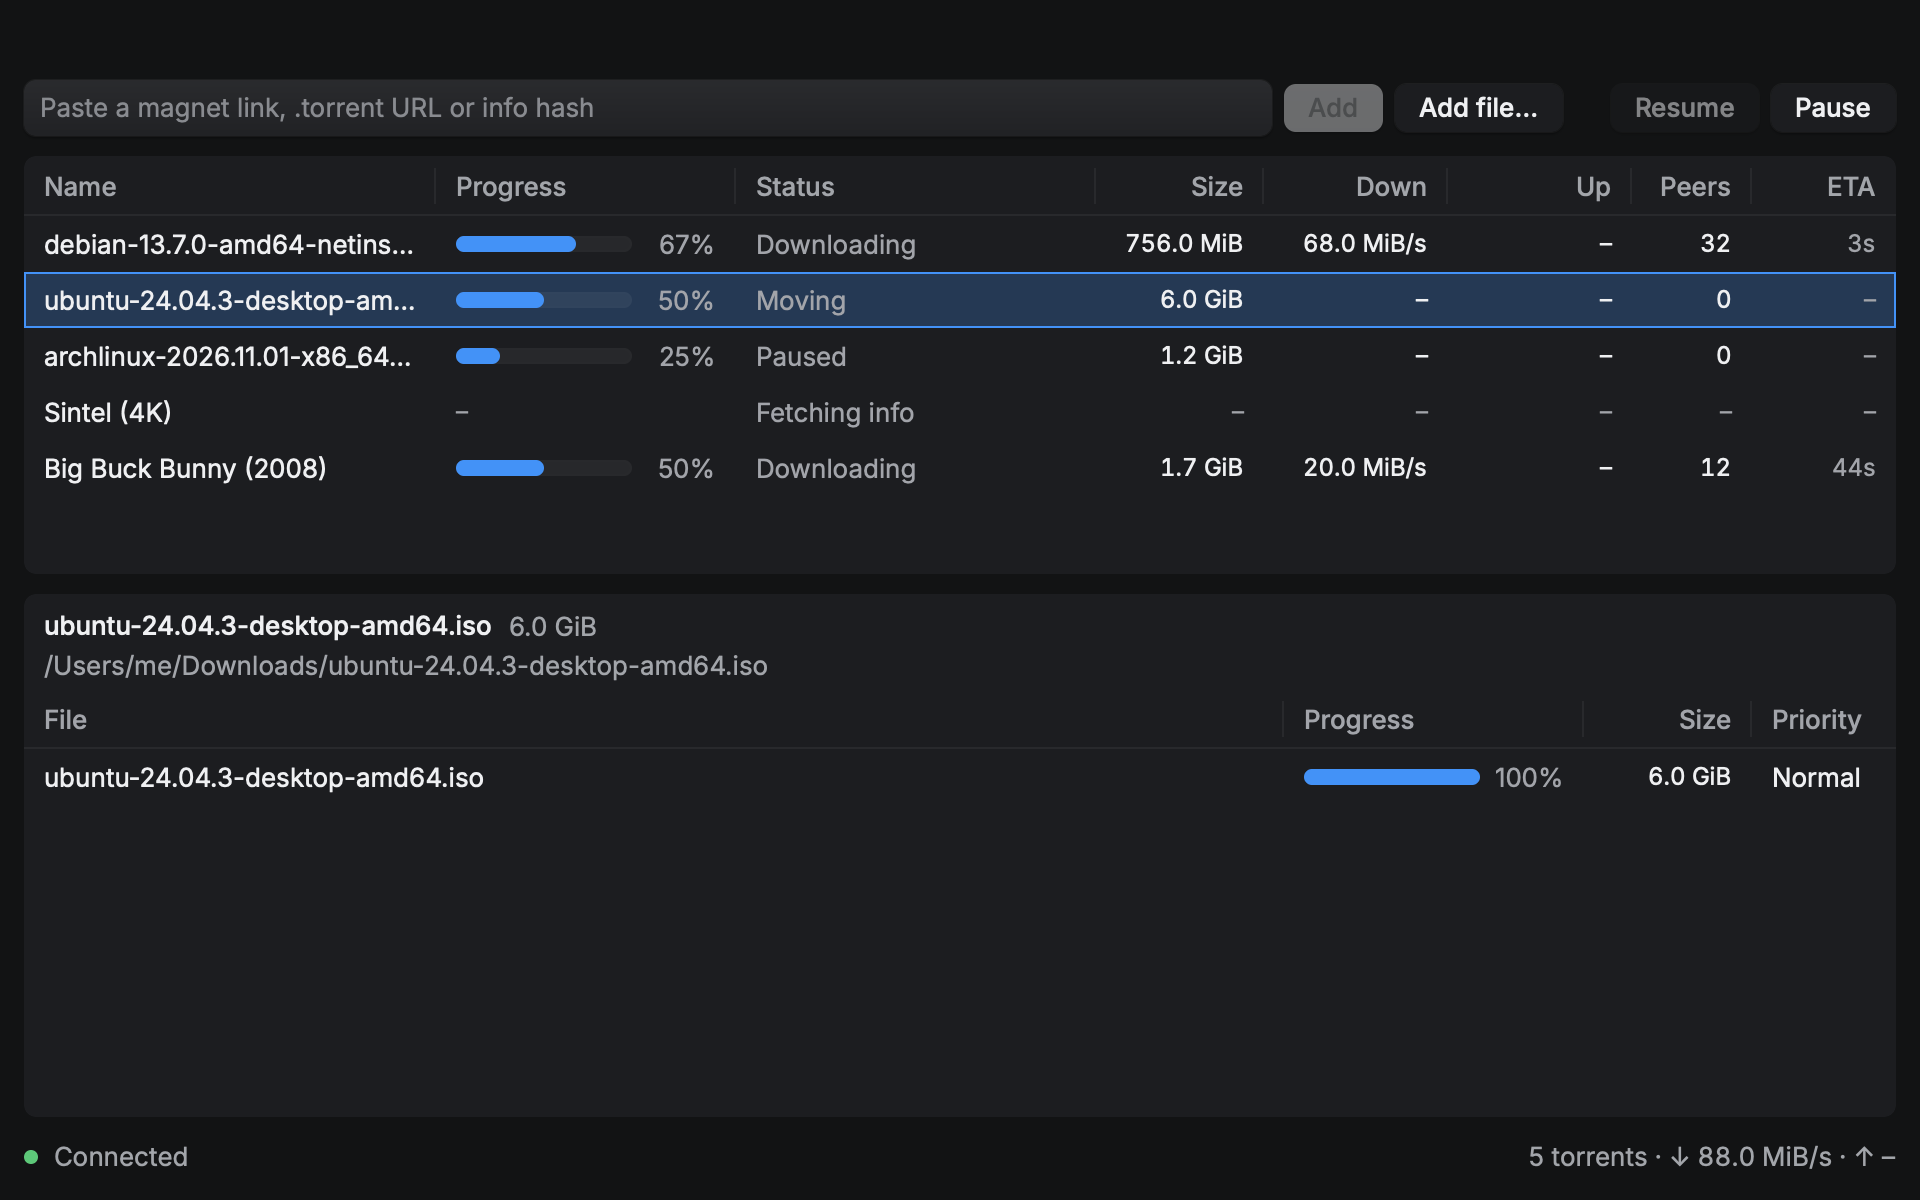 Paste a magnet link, .torrent URL or info hash Add Add file... Resume Pause
Name Progress Status Size Down Up Peers ETA
debian-13.7.0-amd64-netins... 67% Downloading 756.0 MiB 68.0 MiB/s – 32 3s
ubuntu-24.04.3-desktop-am... 50% Moving 6.0 GiB – – 0 –
archlinux-2026.11.01-x86_64... 25% Paused 1.2 GiB – – 0 –
Sintel (4K) – Fetching info – – – – –
Big Buck Bunny (2008) 50% Downloading 1.7 GiB 20.0 MiB/s – 12 44s
ubuntu-24.04.3-desktop-amd64.iso 6.0 GiB
/Users/me/Downloads/ubuntu-24.04.3-desktop-amd64.iso
File Progress Size Priority
ubuntu-24.04.3-desktop-amd64.iso 100% 6.0 GiB Normal
Connected 5 torrents · ↓ 88.0 MiB/s · ↑ –